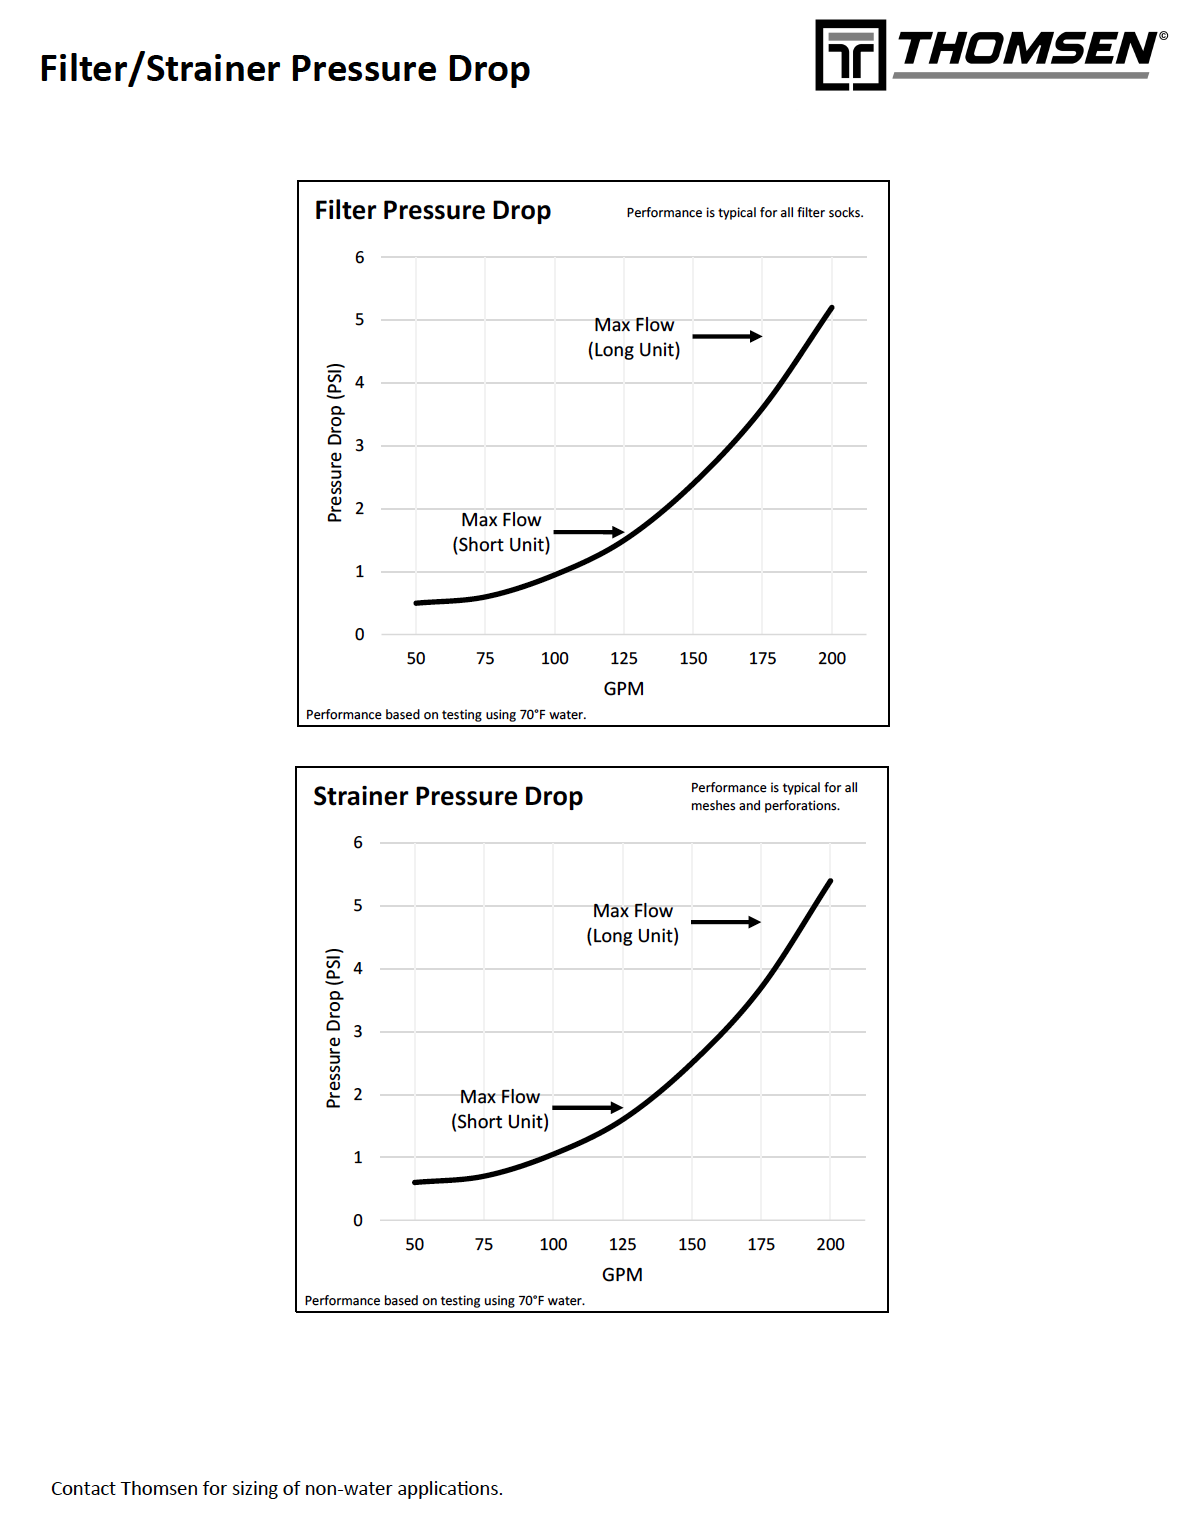 Filter/Strainer Pressure Drop
THOMSEN©
Filter Pressure Drop
Performance is typical for all filter socks.
6
5
Max Flow
(Long Unit)
4
Pressure Drop (PSI)
3
2
Max Flow
(Short Unit)
1
0
50 75 100 125 150 175 200
GPM
Performance based on testing using 70°F water.
Strainer Pressure Drop
Performance is typical for all
meshes and perforations.
6
5
Max Flow
(Long Unit)
4
Pressure Drop (PSI)
3
2
Max Flow
(Short Unit)
1
0
50 75 100 125 150 175 200
GPM
Performance based on testing using 70°F water.
Contact Thomsen for sizing of non-water applications.